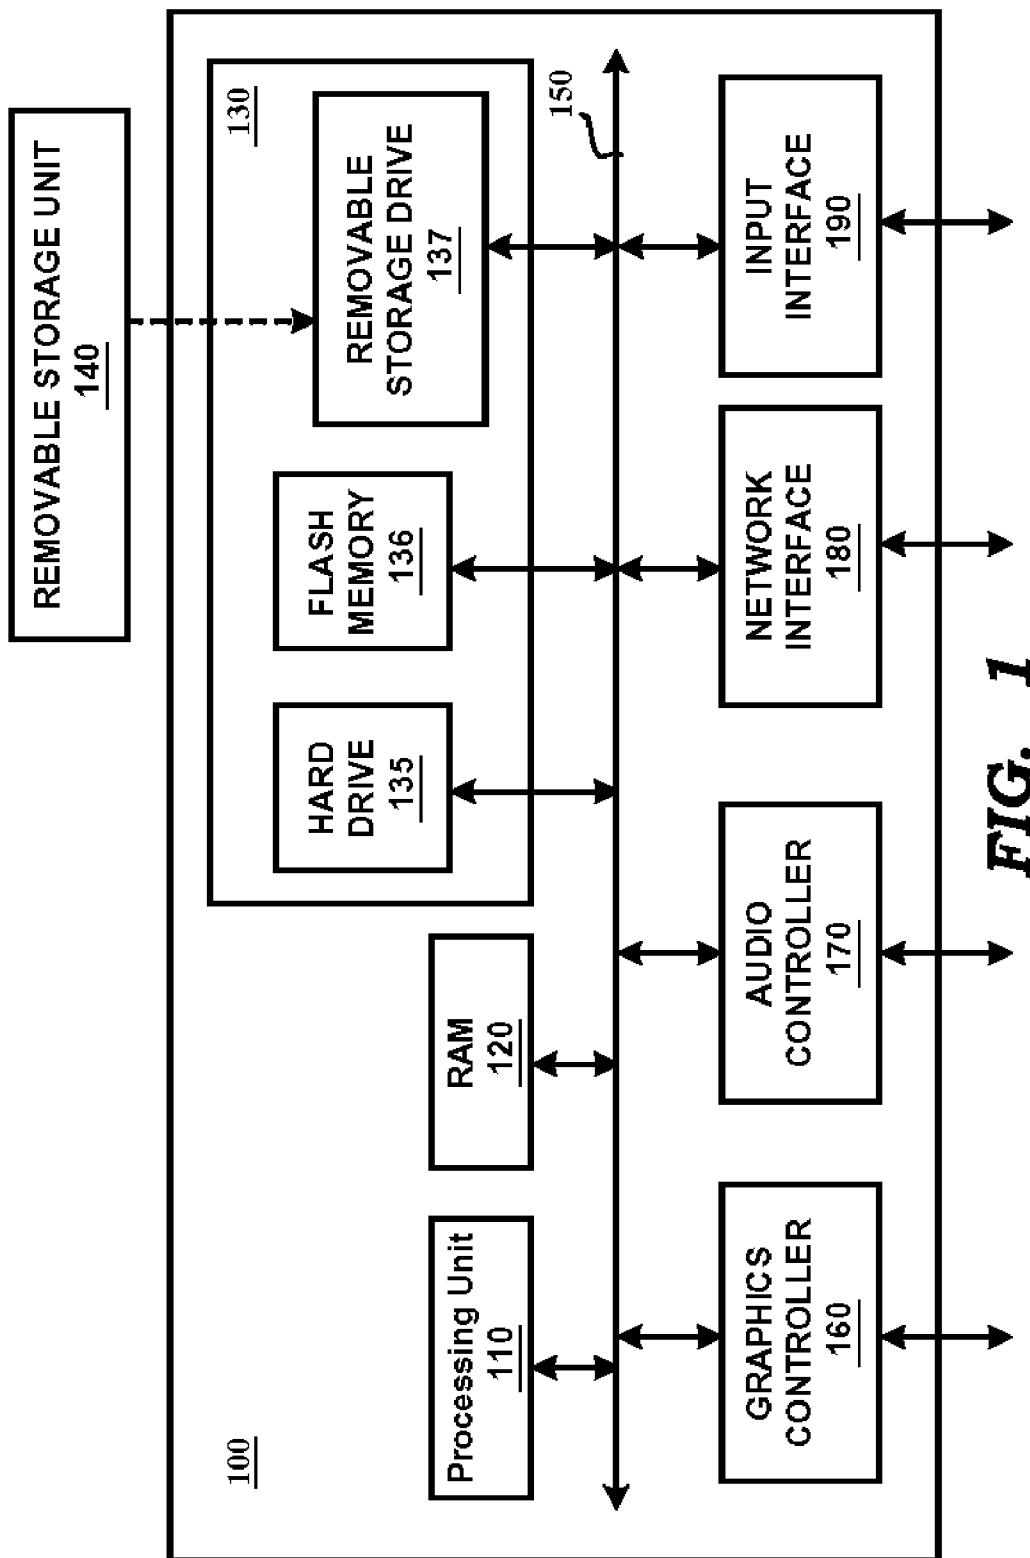 REMOVABLE STORAGE UNIT
140
100
130
Processing Unit
110
RAM
120
HARD
DRIVE
135
FLASH
MEMORY
136
REMOVABLE
STORAGE DRIVE
137
150
GRAPHICS
CONTROLLER
160
AUDIO
CONTROLLER
170
NETWORK
INTERFACE
180
INPUT
INTERFACE
190
FIG. 1